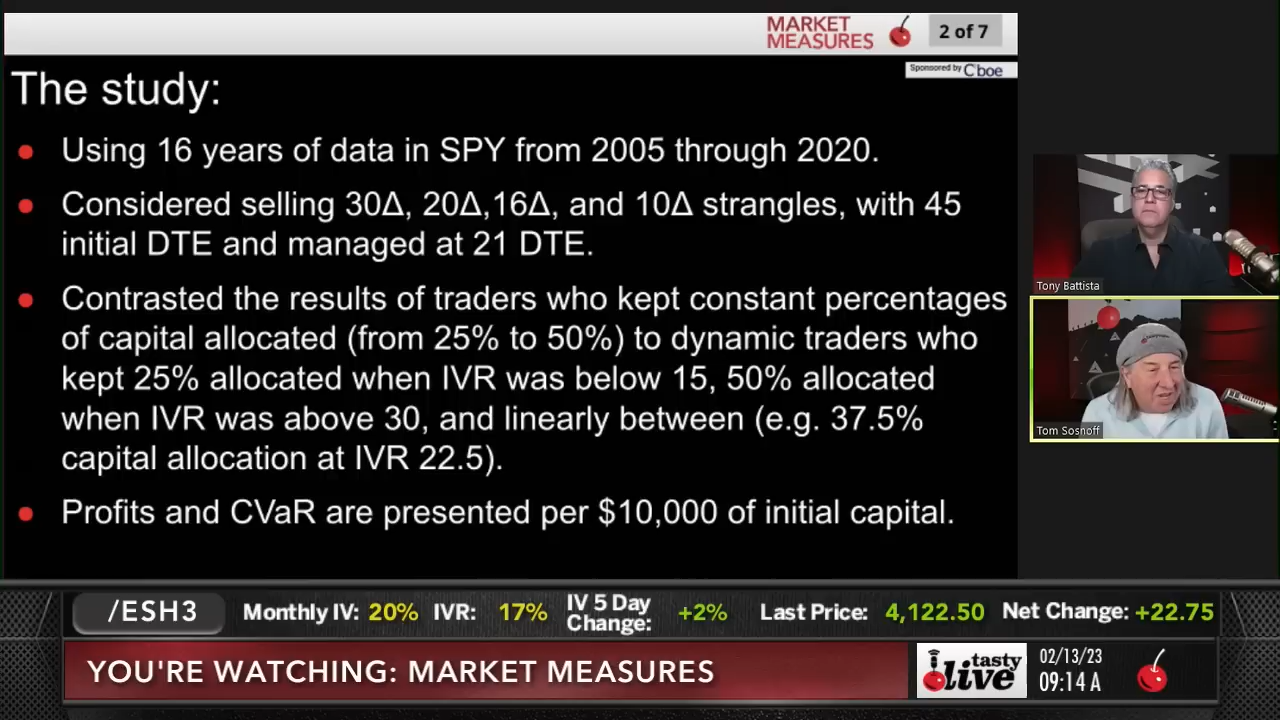 MARKET
MEASURES
2 of 7
Sponsored by Cboe
The study:
Using 16 years of data in SPY from 2005 through 2020.
Considered selling 30Δ, 20Δ,16Δ, and 10Δ strangles, with 45
initial DTE and managed at 21 DTE.
Contrasted the results of traders who kept constant percentages
of capital allocated (from 25% to 50%) to dynamic traders who
kept 25% allocated when IVR was below 15, 50% allocated
when IVR was above 30, and linearly between (e.g. 37.5%
capital allocation at IVR 22.5).
Profits and CVaR are presented per $10,000 of initial capital.
Tony Battista
Tom Sosnoff
/ESH3 Monthly IV: 20% IVR: 17% IV 5 Day Change: +2% Last Price: 4,122.50 Net Change: +22.75
YOU'RE WATCHING: MARKET MEASURES
tasty
live
02/13/23
09:14 A